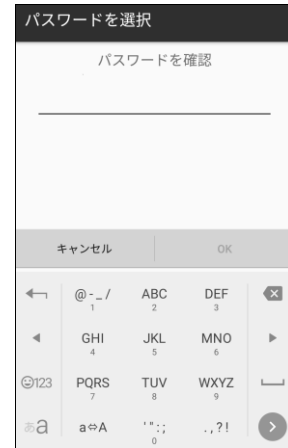 パスワードを選択
パスワードを確認
キャンセル OK
@-_/ ABC DEF
1 2 3
GHI JKL MNO
4 5 6
☺123 PQRS TUV WXYZ
7 8 9
あa a⇔A '":; .,?!
0